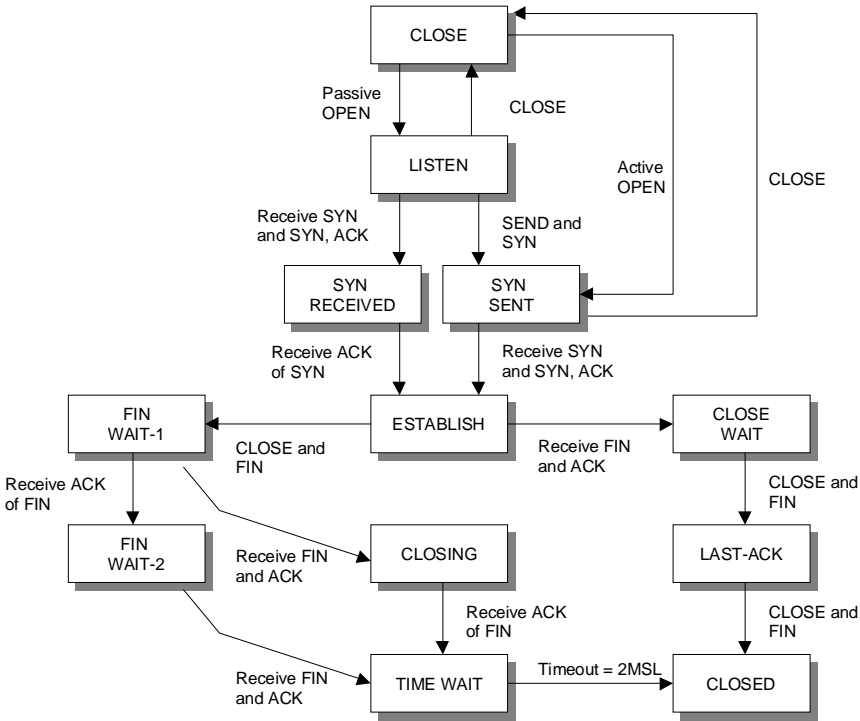 CLOSE
Passive
OPEN
CLOSE
LISTEN
Active
OPEN
CLOSE
Receive SYN
and SYN, ACK
SEND and
SYN
SYN
RECEIVED
SYN
SENT
Receive ACK
of SYN
Receive SYN
and SYN, ACK
FIN
WAIT-1
ESTABLISH
CLOSE
WAIT
CLOSE and
FIN
Receive FIN
and ACK
Receive ACK
of FIN
CLOSE and
FIN
FIN
WAIT-2
Receive FIN
and ACK
CLOSING
LAST-ACK
Receive ACK
of FIN
CLOSE and
FIN
Receive FIN
and ACK
TIME WAIT
Timeout = 2MSL
CLOSED